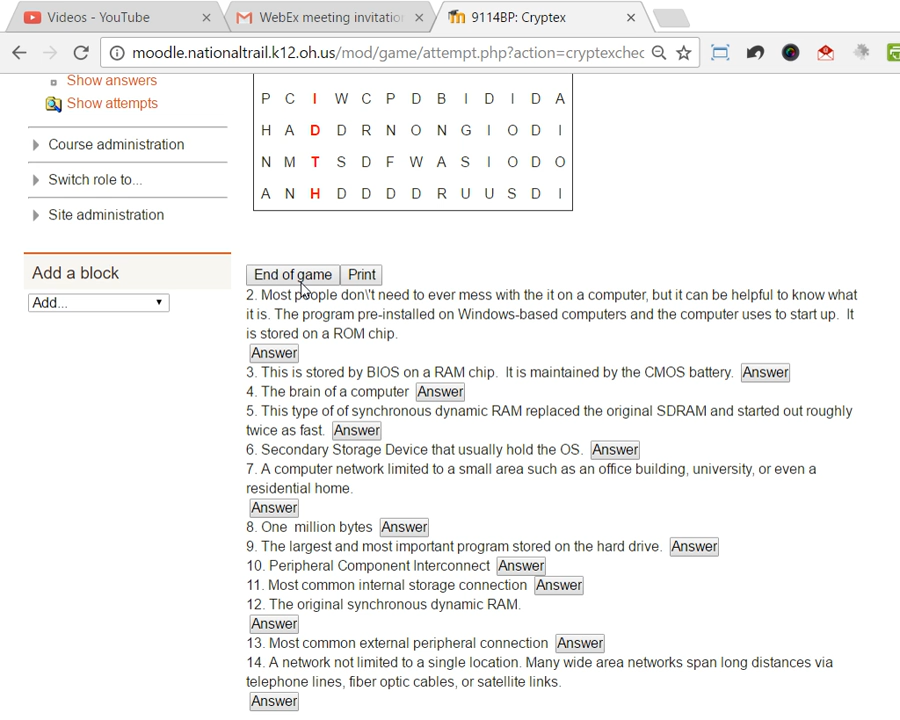 Videos - YouTube
WebEx meeting invitation
9114BP: Cryptex
moodle.nationaltrail.k12.oh.us/mod/game/attempt.php?action=cryptexchec
Show answers
Show attempts
Course administration
Switch role to...
Site administration
Add a block
Add...
P C I W C P D B I D I D A
H A D D R N O N G I O D I
N M T S D F W A S I O D O
A N H D D D D R U U S D I
End of game Print
2. Most people don\'t need to ever mess with the it on a computer, but it can be helpful to know what
it is. The program pre-installed on Windows-based computers and the computer uses to start up. It
is stored on a ROM chip.
Answer
3. This is stored by BIOS on a RAM chip. It is maintained by the CMOS battery. Answer
4. The brain of a computer Answer
5. This type of of synchronous dynamic RAM replaced the original SDRAM and started out roughly
twice as fast. Answer
6. Secondary Storage Device that usually hold the OS. Answer
7. A computer network limited to a small area such as an office building, university, or even a
residential home.
Answer
8. One million bytes Answer
9. The largest and most important program stored on the hard drive. Answer
10. Peripheral Component Interconnect Answer
11. Most common internal storage connection Answer
12. The original synchronous dynamic RAM.
Answer
13. Most common external peripheral connection Answer
14. A network not limited to a single location. Many wide area networks span long distances via
telephone lines, fiber optic cables, or satellite links.
Answer